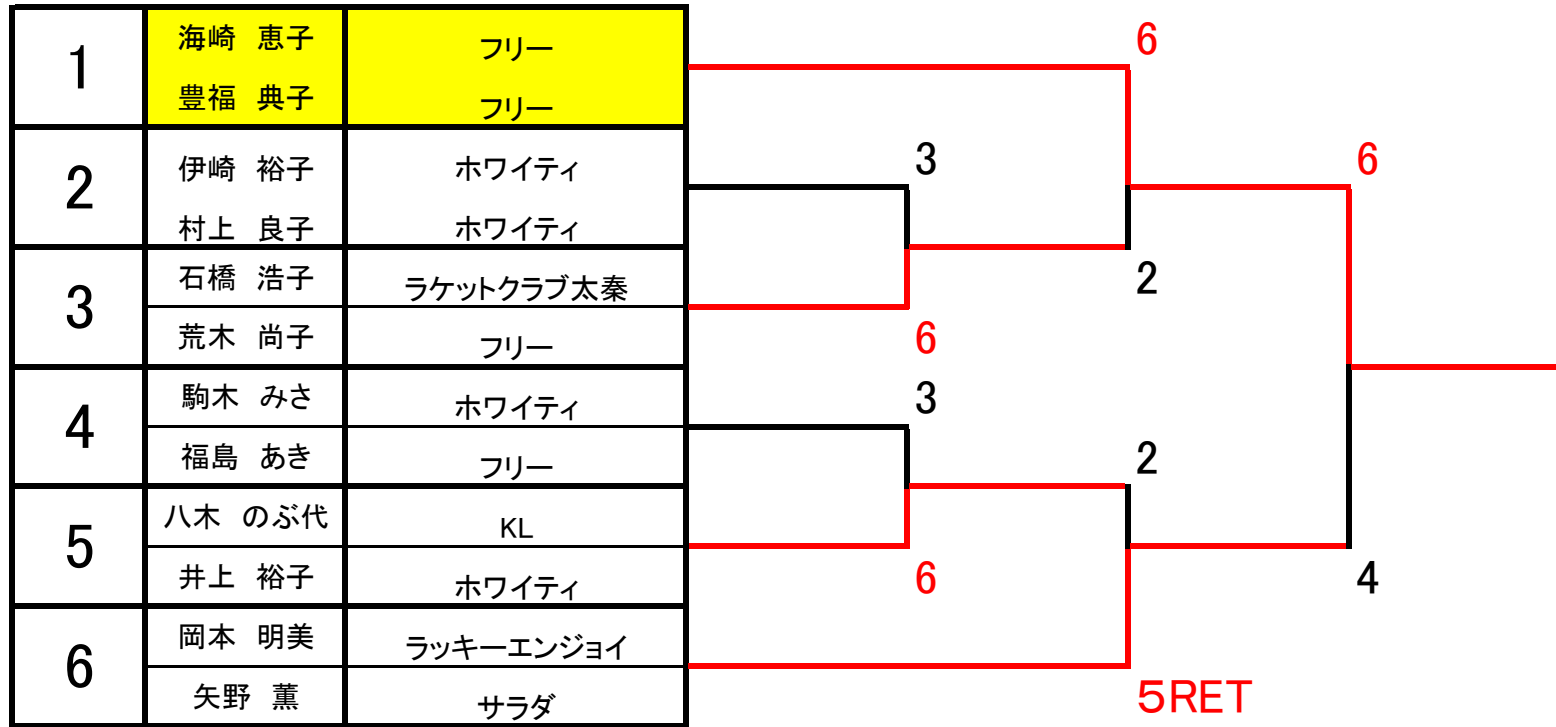 1 海崎 恵子 フリー
豊福 典子 フリー
2 伊崎 裕子 ホワイティ
村上 良子 ホワイティ
3 石橋 浩子 ラケットクラブ太秦
荒木 尚子 フリー
4 駒木 みさ ホワイティ
福島 あき フリー
5 八木 のぶ代 KL
井上 裕子 ホワイティ
6 岡本 明美 ラッキーエンジョイ
矢野 薫 サラダ
3
6
3
6
6
2
2
5RET
6
4